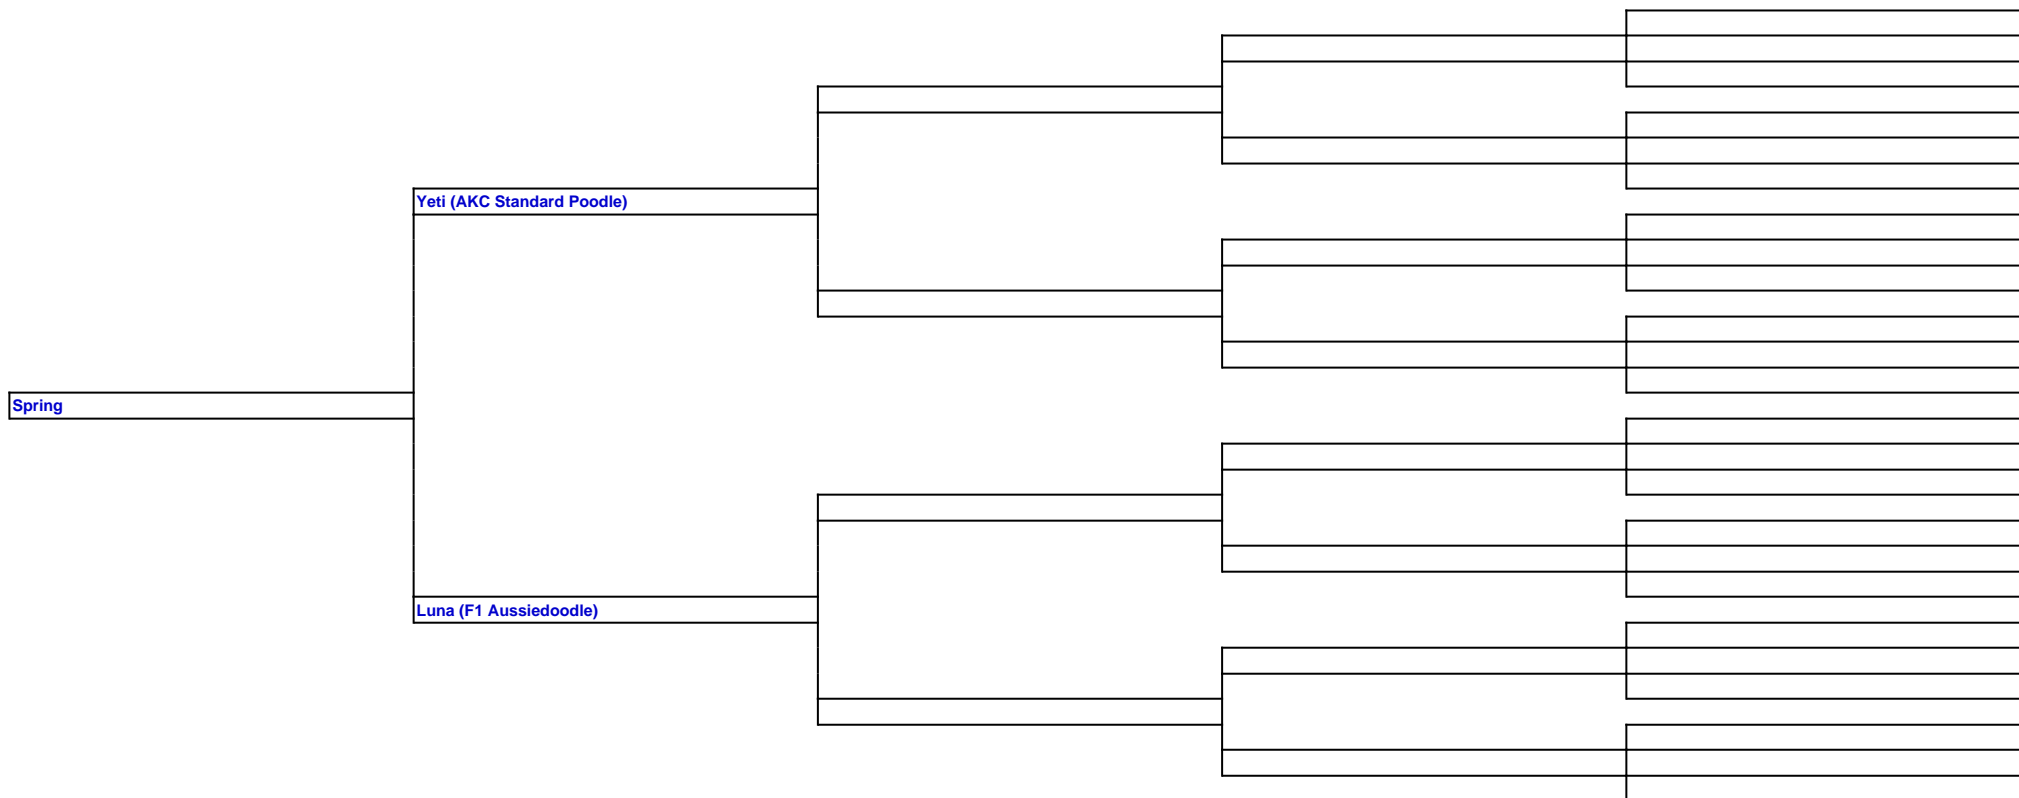 Yeti (AKC Standard Poodle)
Spring
Luna (F1 Aussiedoodle)